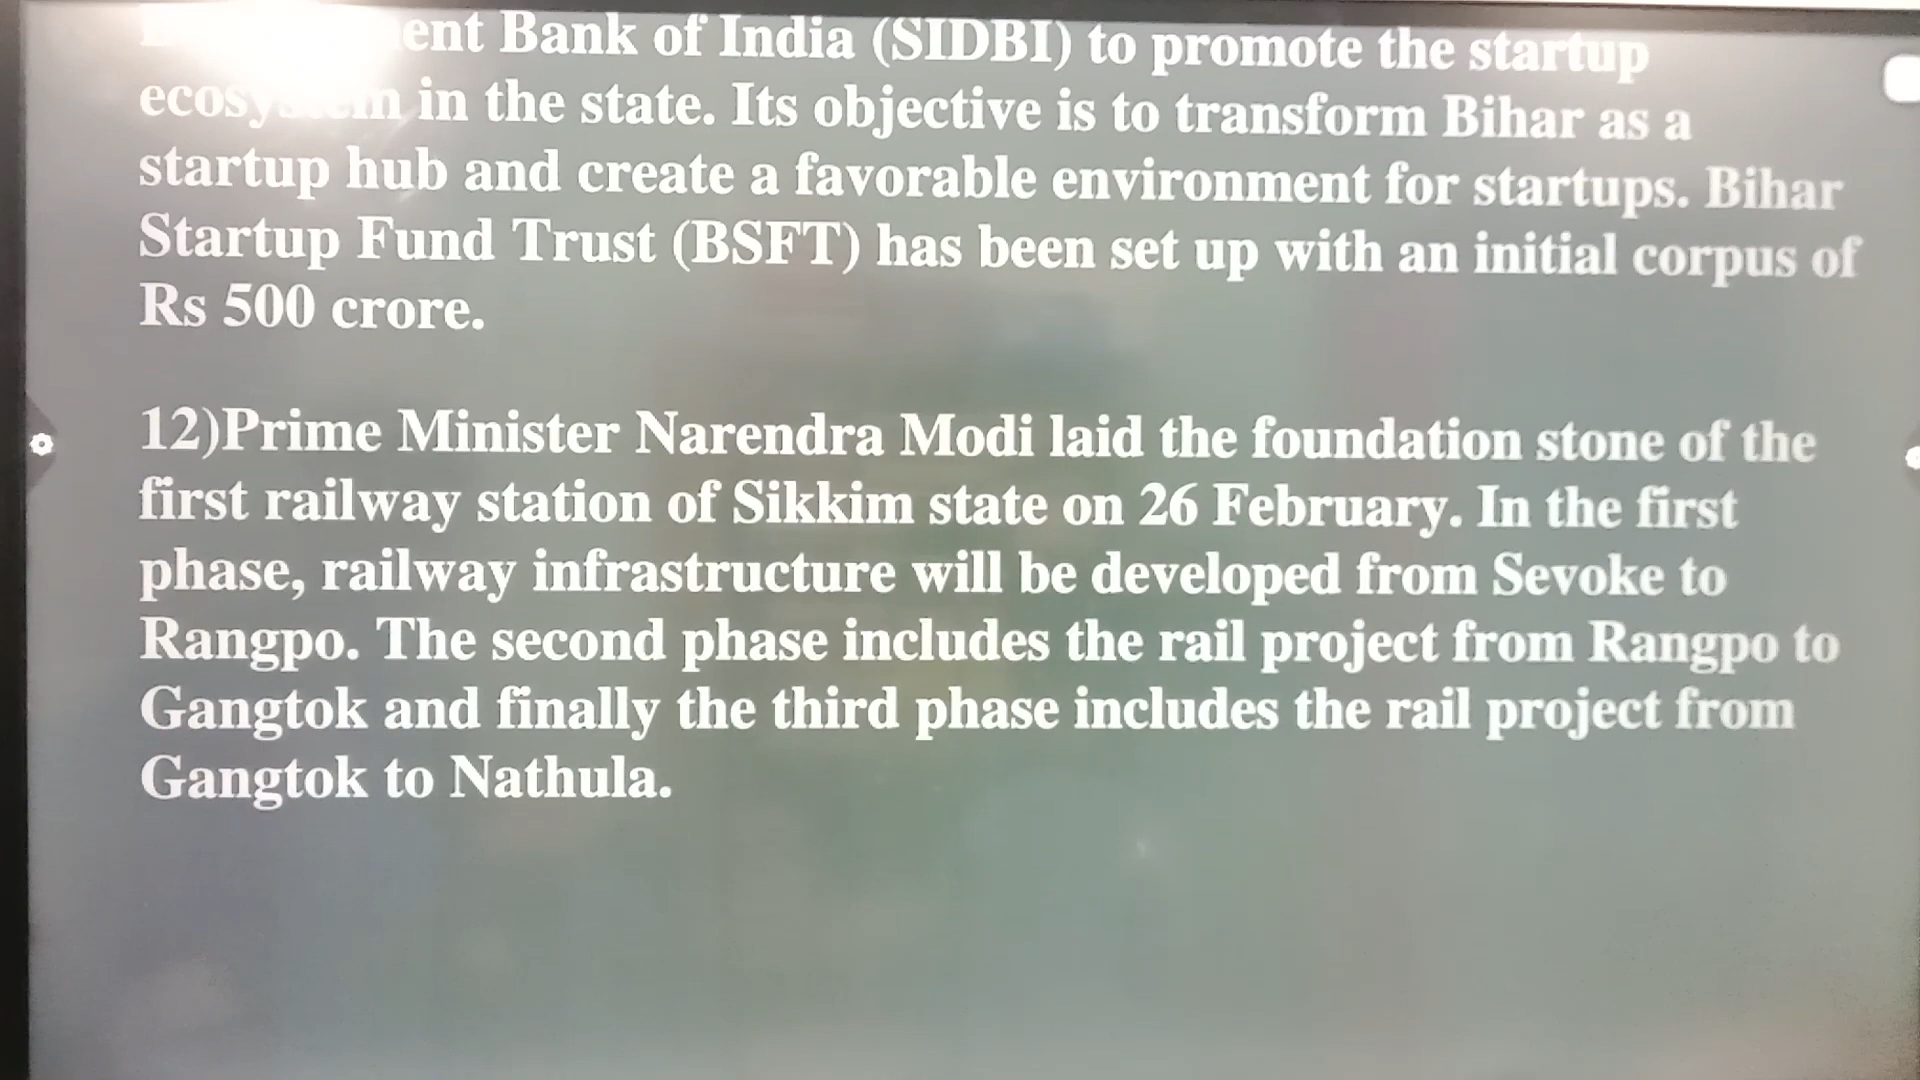 ent Bank of India (SIDBI) to promote the startup
in the state. Its objective is to transform Bihar as a
startup hub and create a favorable environment for startups. Bihar
Startup Fund Trust (BSFT) has been set up with an initial corpus of
Rs 500 crore.
12)Prime Minister Narendra Modi laid the foundation stone of the
first railway station of Sikkim state on 26 February. In the first
phase, railway infrastructure will be developed from Sevoke to
Rangpo. The second phase includes the rail project from Rangpo to
Gangtok and finally the third phase includes the rail project from
Gangtok to Nathula.